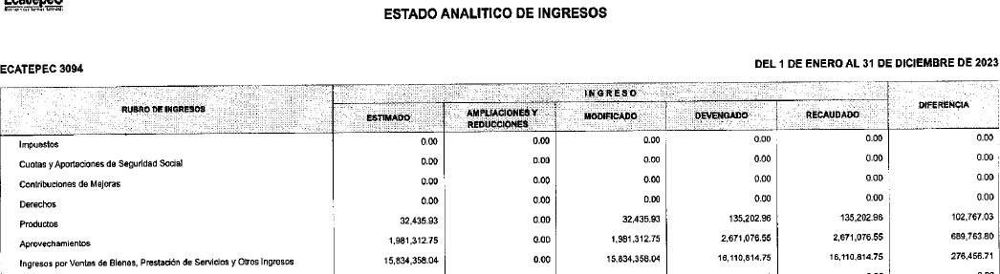 Ecatepec
ESTADO ANALITICO DE INGRESOS
ECATEPEC 3094
DEL 1 DE ENERO AL 31 DE DICIEMBRE DE 2023
RUBRO DE INGRESOS
INGRESO
DIFERENCIA
ESTIMADO AMPLIACIONES Y REDUCCIONES MODIFICADO DEVENGADO RECAUDADO
Impuestos 0.00 0.00 0.00 0.00 0.00 0.00
Cuotas y Aportaciones de Seguridad Social 0.00 0.00 0.00 0.00 0.00 0.00
Contribuciones de Mejoras 0.00 0.00 0.00 0.00 0.00 0.00
Derechos 0.00 0.00 0.00 0.00 0.00 0.00
Productos 32,435.93 0.00 32,435.93 135,202.96 135,202.96 102,767.03
Aprovechamientos 1,981,312.75 0.00 1,981,312.75 2,671,076.55 2,671,076.55 689,763.80
Ingresos por Ventas de Bienes, Prestación de Servicios y Otros Ingresos 15,834,358.04 0.00 15,834,358.04 16,110,814.75 16,110,814.75 276,456.71